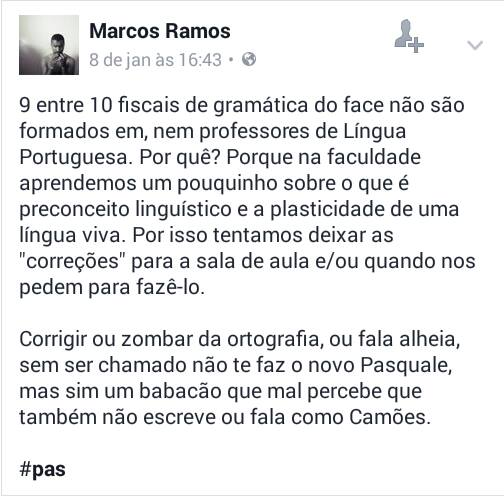 Marcos Ramos
8 de jan às 16:43 •
9 entre 10 fiscais de gramática do face não são
formados em, nem professores de Língua
Portuguesa. Por quê? Porque na faculdade
aprendemos um pouquinho sobre o que é
preconceito linguístico e a plasticidade de uma
língua viva. Por isso tentamos deixar as
"correções" para a sala de aula e/ou quando nos
pedem para fazê-lo.
Corrigir ou zombar da ortografia, ou fala alheia,
sem ser chamado não te faz o novo Pasquale,
mas sim um babacão que mal percebe que
também não escreve ou fala como Camões.
#pas